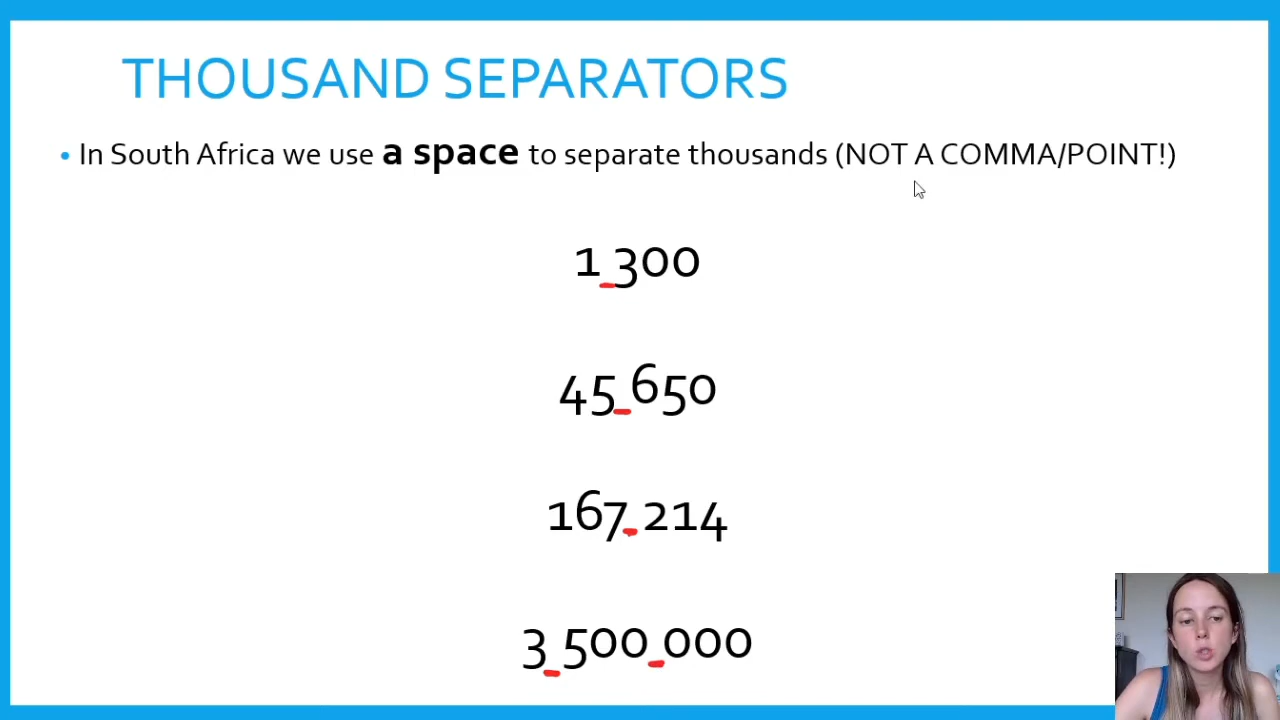 THOUSAND SEPARATORS
• In South Africa we use a space to separate thousands (NOT A COMMA/POINT!)
1 300
45 650
167 214
3 500 000